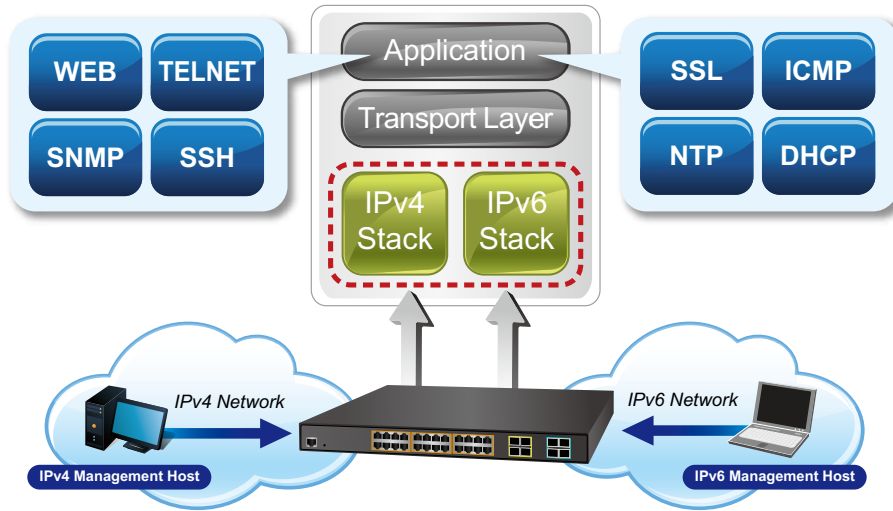 WEB
TELNET
SNMP
SSH
Application
Transport Layer
IPv4
Stack
IPv6
Stack
SSL
ICMP
NTP
DHCP
IPv4 Network
IPv4 Management Host
IPv6 Network
IPv6 Management Host